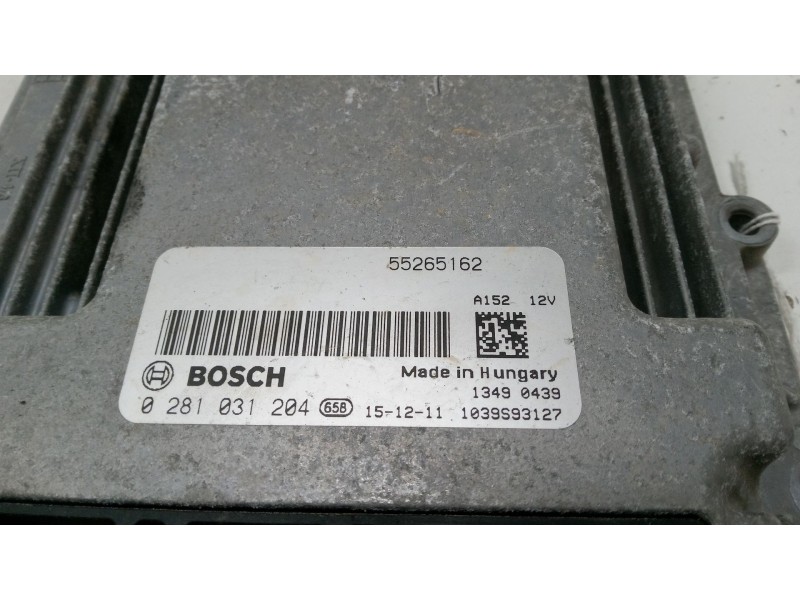 55265162
A152 12V
BOSCH
Made in Hungary
1349 0439
0 281 031 204 658 15-12-11 1039S93127